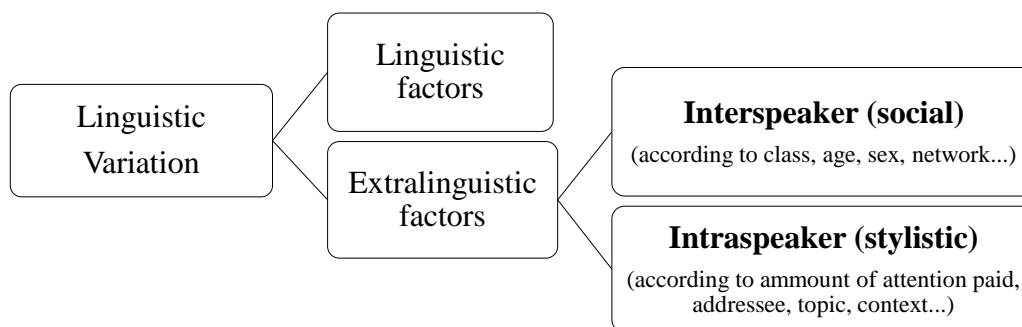 Linguistic
Variation
Linguistic
factors
Extralinguistic
factors
Interspeaker (social)
(according to class, age, sex, network...)
Intraspeaker (stylistic)
(according to ammount of attention paid,
addressee, topic, context...)